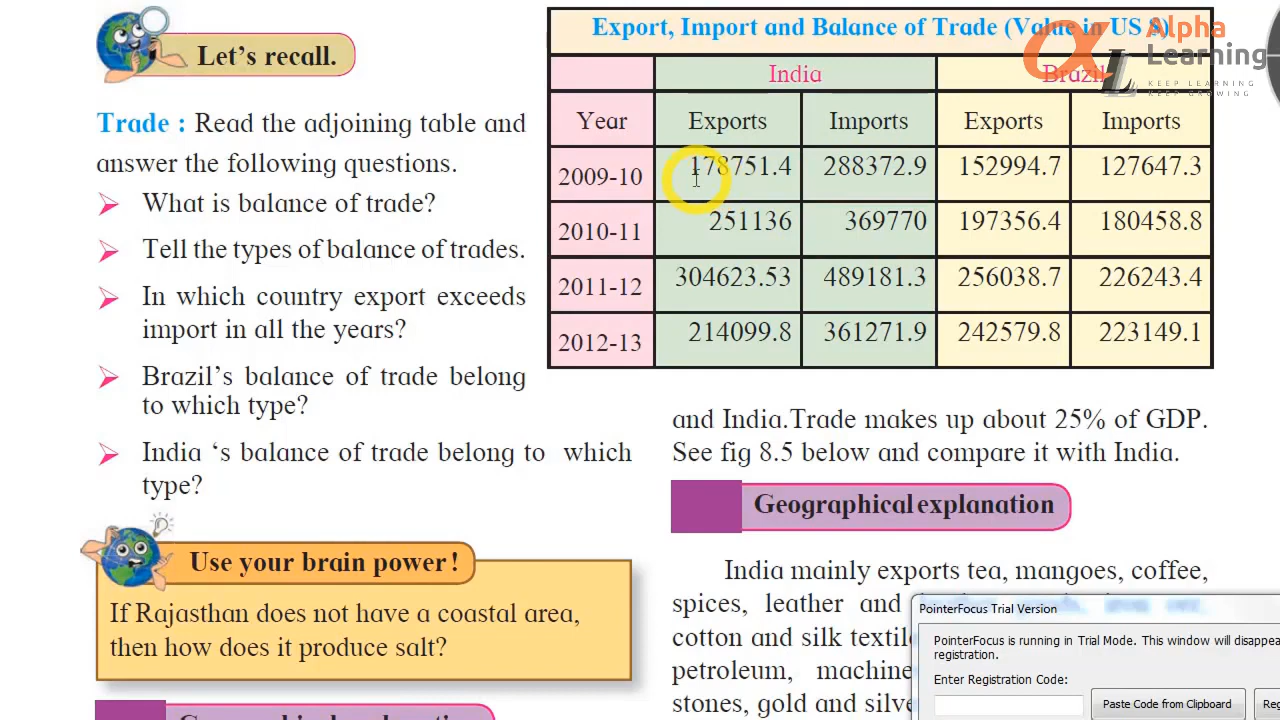 Let's recall.
Trade : Read the adjoining table and
answer the following questions.
➢ What is balance of trade?
➢ Tell the types of balance of trades.
➢ In which country export exceeds
import in all the years?
➢ Brazil's balance of trade belong
to which type?
➢ India 's balance of trade belong to which
type?
Use your brain power!
If Rajasthan does not have a coastal area,
then how does it produce salt?
Export, Import and Balance of Trade (Value in US $)
India Brazil
Year Exports Imports Exports Imports
2009-10 178751.4 288372.9 152994.7 127647.3
2010-11 251136 369770 197356.4 180458.8
2011-12 304623.53 489181.3 256038.7 226243.4
2012-13 214099.8 361271.9 242579.8 223149.1
Alpha
Learning
KEEP LEARNING
KEEP GROWING
and India.Trade makes up about 25% of GDP.
See fig 8.5 below and compare it with India.
Geographical explanation
India mainly exports tea, mangoes, coffee,
spices, leather and
cotton and silk textil
petroleum, machine
stones, gold and silve
PointerFocus Trial Version
PointerFocus is running in Trial Mode. This window will disappea
registration.
Enter Registration Code:
Paste Code from Clipboard
Reg